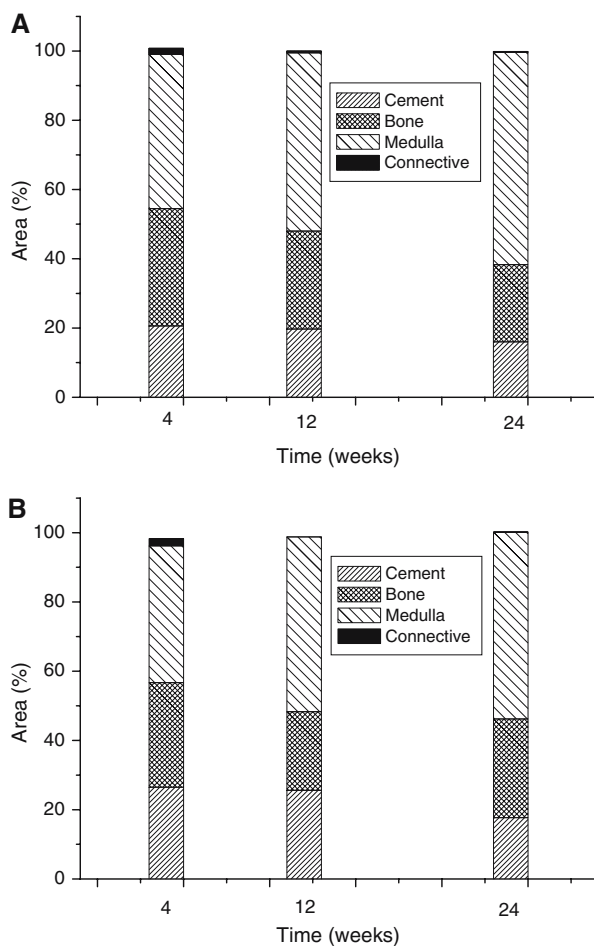 A
100
80
60
40
20
0
Area (%)
Cement
Bone
Medulla
Connective
4 12 24
Time (weeks)
B
100
80
60
40
20
0
Area (%)
Cement
Bone
Medulla
Connective
4 12 24
Time (weeks)